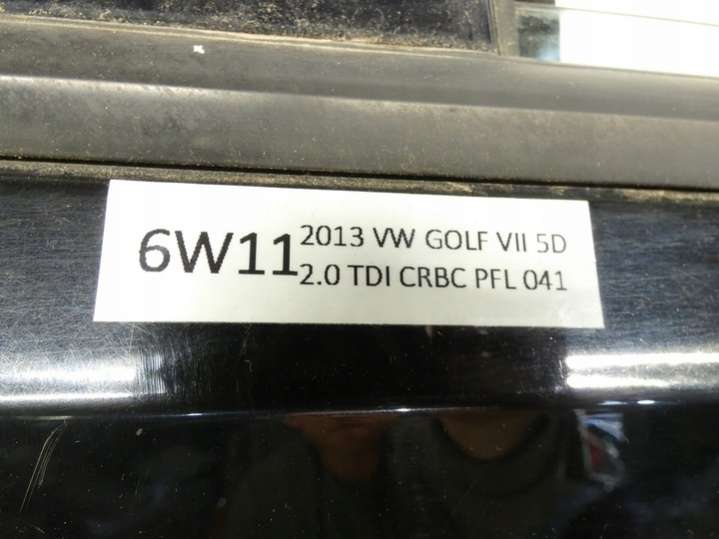 6W11
2013 VW GOLF VII 5D
2.0 TDI CRBC PFL 041